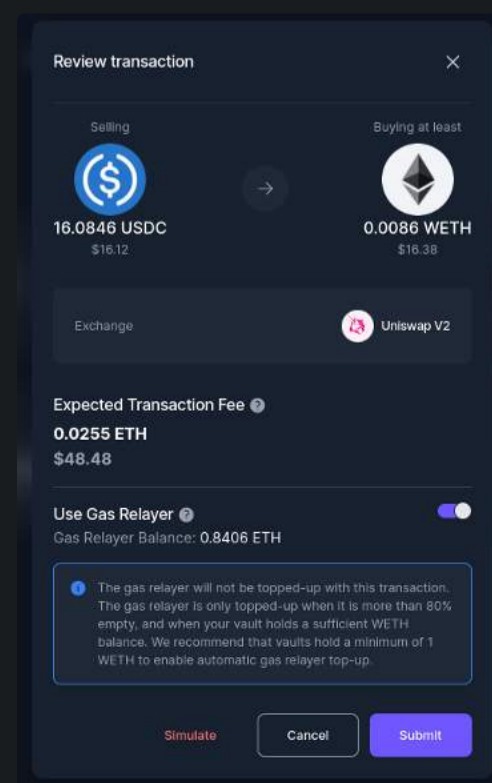 Review transaction
Selling
Buying at least
16.0846 USDC
0.0086 WETH
$16.12
$16.38
Exchange
Uniswap V2
Expected Transaction Fee
0.0255 ETH
$48.48
Use Gas Relayer
Gas Relayer Balance: 0.8406 ETH
The gas relayer will not be topped-up with this transaction.
The gas relayer is only topped-up when it is more than 80%
empty, and when your vault holds a sufficient WETH
balance. We recommend that vaults hold a minimum of 1
WETH to enable automatic gas relayer top-up.
Simulate
Cancel
Submit